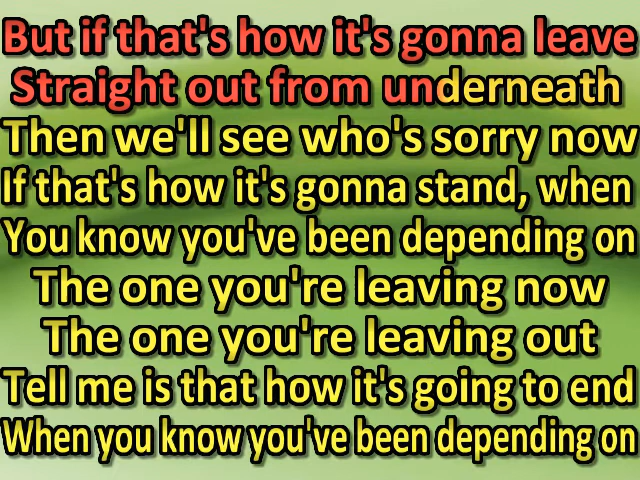 But if that's how it's gonna leave
Straight out from underneath
Then we'll see who's sorry now
If that's how it's gonna stand, when
You know you've been depending on
The one you're leaving now
The one you're leaving out
Tell me is that how it's going to end
When you know you've been depending on